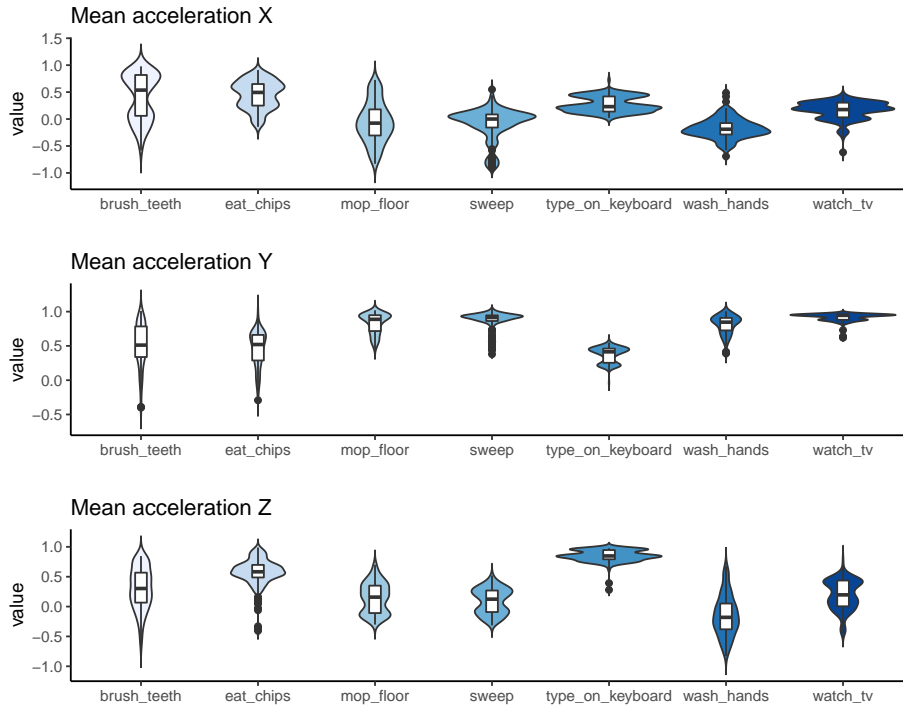 Mean acceleration X
value
1.5
1.0
0.5
0.0
−0.5
−1.0
brush_teeth eat_chips mop_floor sweep type_on_keyboard wash_hands watch_tv
Mean acceleration Y
value
1.0
0.5
0.0
−0.5
brush_teeth eat_chips mop_floor sweep type_on_keyboard wash_hands watch_tv
Mean acceleration Z
value
1.0
0.5
0.0
−0.5
−1.0
brush_teeth eat_chips mop_floor sweep type_on_keyboard wash_hands watch_tv